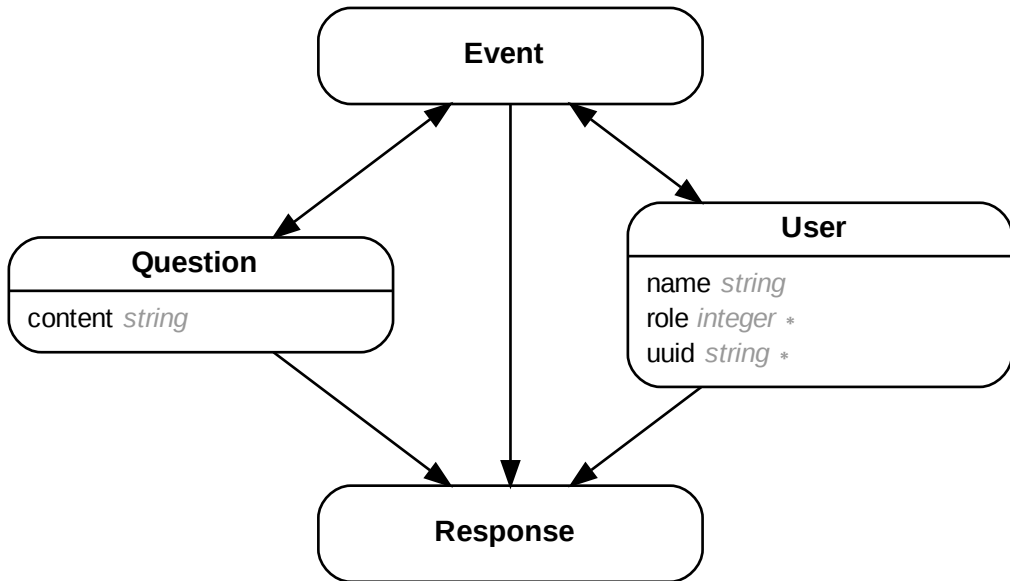 Event
Question
content string
User
name string
role integer *
uuid string *
Response